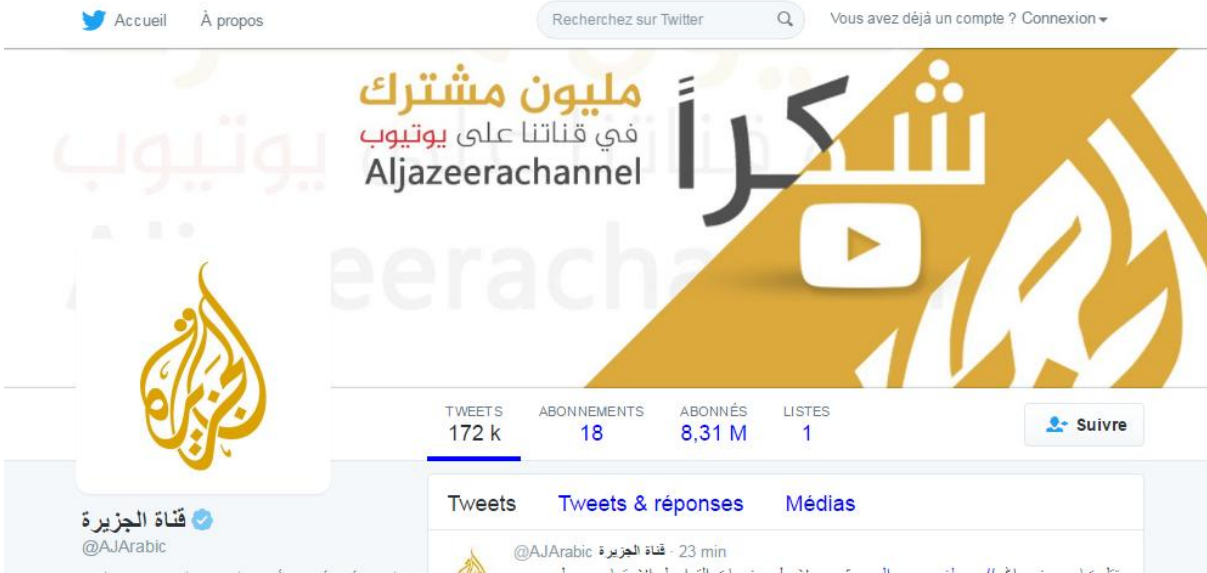 Accueil À propos Recherchez sur Twitter Vous avez déjà un compte ? Connexion
شكراً
مليون مشترك
في قناتنا على يوتيوب
Aljazeerachannel
TWEETS ABONNEMENTS ABONNÉS LISTES
172 k 18 8,31 M 1
Suivre
قناة الجزيرة
@AJArabic
Tweets Tweets & réponses Médias
قناة الجزيرة @AJArabic · 23 min